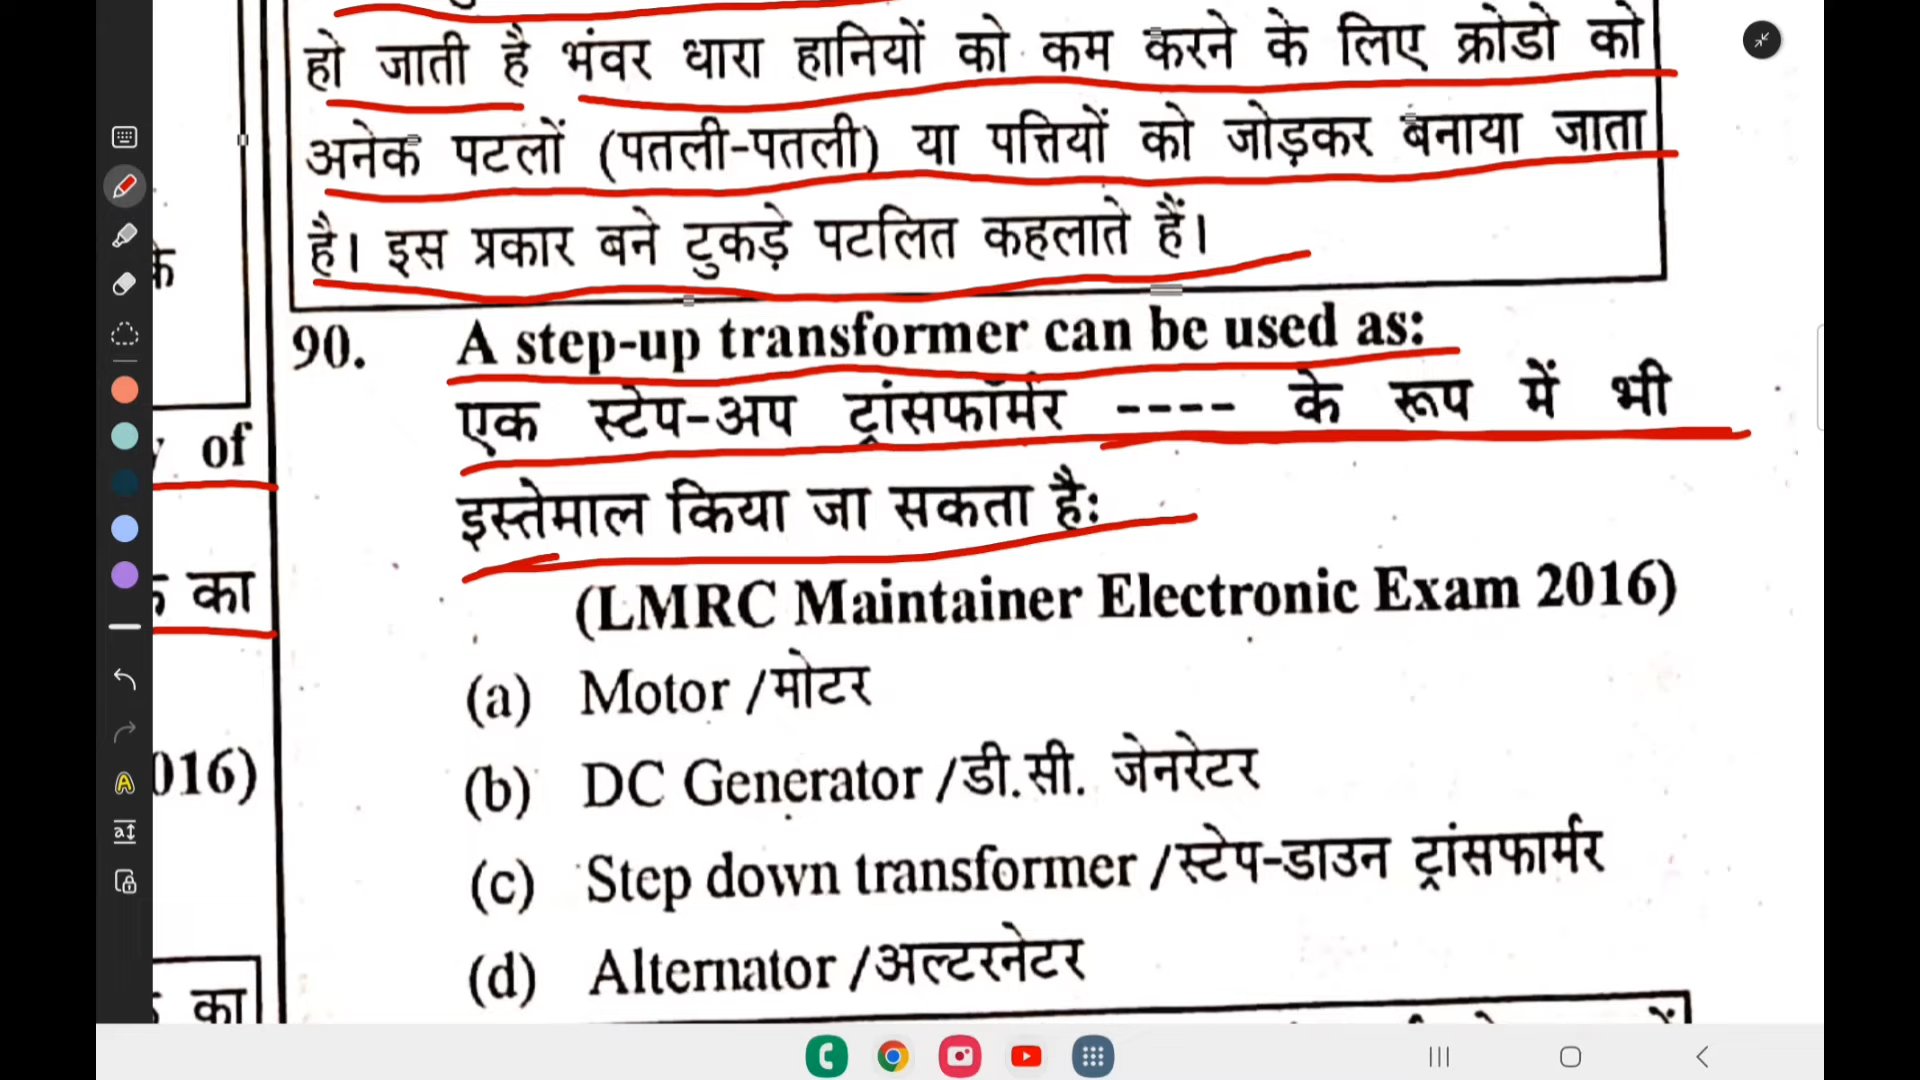 हो जाती है भंवर धारा हानियों को कम करने के लिए क्रोडो को
अनेक पटलों (पतली-पतली) या पत्तियों को जोड़कर बनाया जाता
है। इस प्रकार बने टुकड़े पटलित कहलाते हैं।
के
of
का
016)
का
90. A step-up transformer can be used as:
एक स्टेप-अप ट्रांसफॉर्मर ---- के रूप में भी
इस्तेमाल किया जा सकता है:
(LMRC Maintainer Electronic Exam 2016)
(a) Motor /मोटर
(b) DC Generator /डी.सी. जेनरेटर
(c) Step down transformer /स्टेप-डाउन ट्रांसफार्मर
(d) Alternator /अल्टरनेटर